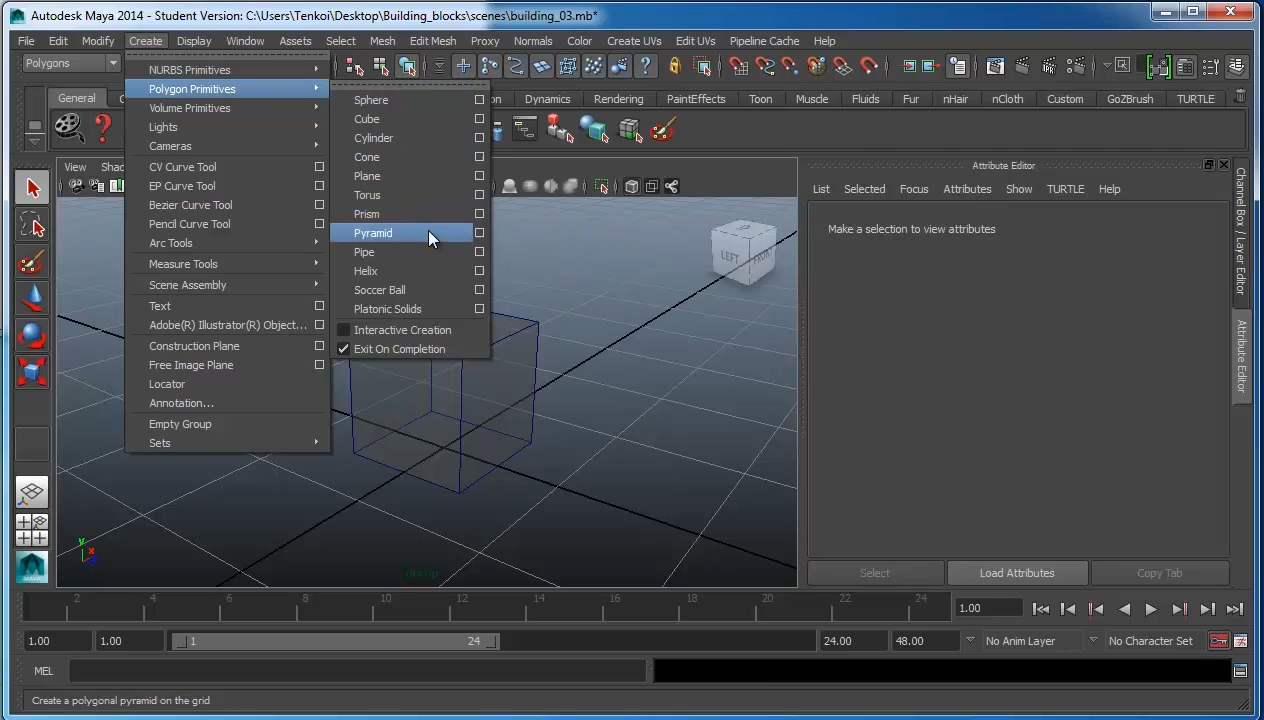 Autodesk Maya 2014 - Student Version: C:\Users\Tenkoi\Desktop\Building_blocks\scenes\building_03.mb*
File Edit Modify Create Display Window Assets Select Mesh Edit Mesh Proxy Normals Color Create UVs Edit UVs Pipeline Cache Help
Polygons
General Dynamics Rendering PaintEffects Toon Muscle Fluids Fur nHair nCloth Custom GoZBrush TURTLE
NURBS Primitives
Polygon Primitives
Volume Primitives
Lights
Cameras
CV Curve Tool
EP Curve Tool
Bezier Curve Tool
Pencil Curve Tool
Arc Tools
Measure Tools
Scene Assembly
Text
Adobe(R) Illustrator(R) Object...
Construction Plane
Free Image Plane
Locator
Annotation...
Empty Group
Sets
Sphere
Cube
Cylinder
Cone
Plane
Torus
Prism
Pyramid
Pipe
Helix
Soccer Ball
Platonic Solids
Interactive Creation
Exit On Completion
View Shad
LEFT FRONT
y
x
z
persp
Attribute Editor
List Selected Focus Attributes Show TURTLE Help
Make a selection to view attributes
Select Load Attributes Copy Tab
Channel Box / Layer Editor
Attribute Editor
2 4 6 8 10 12 14 16 18 20 22 24
1.00
1.00 1.00 1 24 24.00 48.00 No Anim Layer No Character Set
MEL
Create a polygonal pyramid on the grid